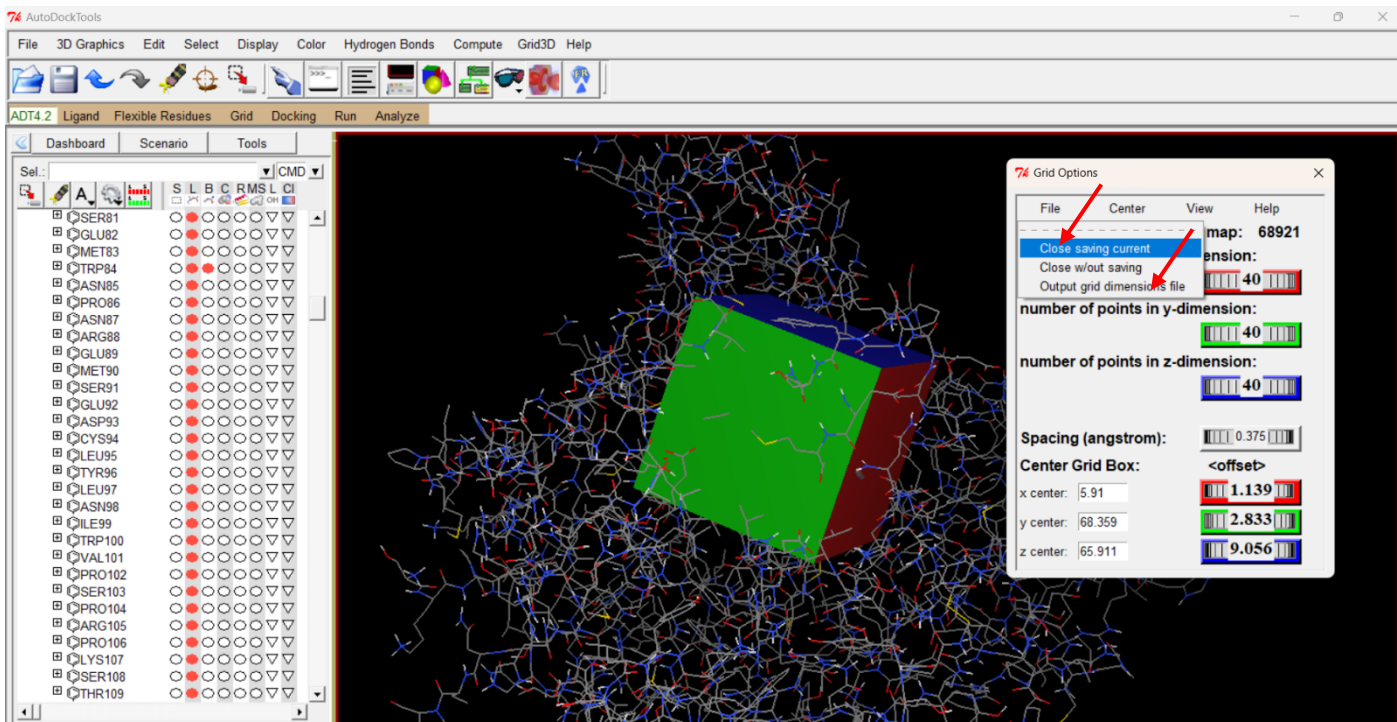 AutoDockTools
File 3D Graphics Edit Select Display Color Hydrogen Bonds Compute Grid3D Help
ADT4.2 Ligand Flexible Residues Grid Docking Run Analyze
Dashboard Scenario Tools
Sel.: CMD
A S L B C R MS L Cl
OH
SER81
GLU82
MET83
TRP84
ASN85
PRO86
ASN87
ARG88
GLU89
MET90
SER91
GLU92
ASP93
CYS94
LEU95
TYR96
LEU97
ASN98
ILE99
TRP100
VAL101
PRO102
SER103
PRO104
ARG105
PRO106
LYS107
SER108
THR109
Grid Options
File Center View Help
map: 68921
Close saving current
ension:
Close w/out saving
40
Output grid dimensions file
number of points in y-dimension:
40
number of points in z-dimension:
40
Spacing (angstrom): 0.375
Center Grid Box: <offset>
x center: 5.91 1.139
y center: 68.359 2.833
z center: 65.911 9.056